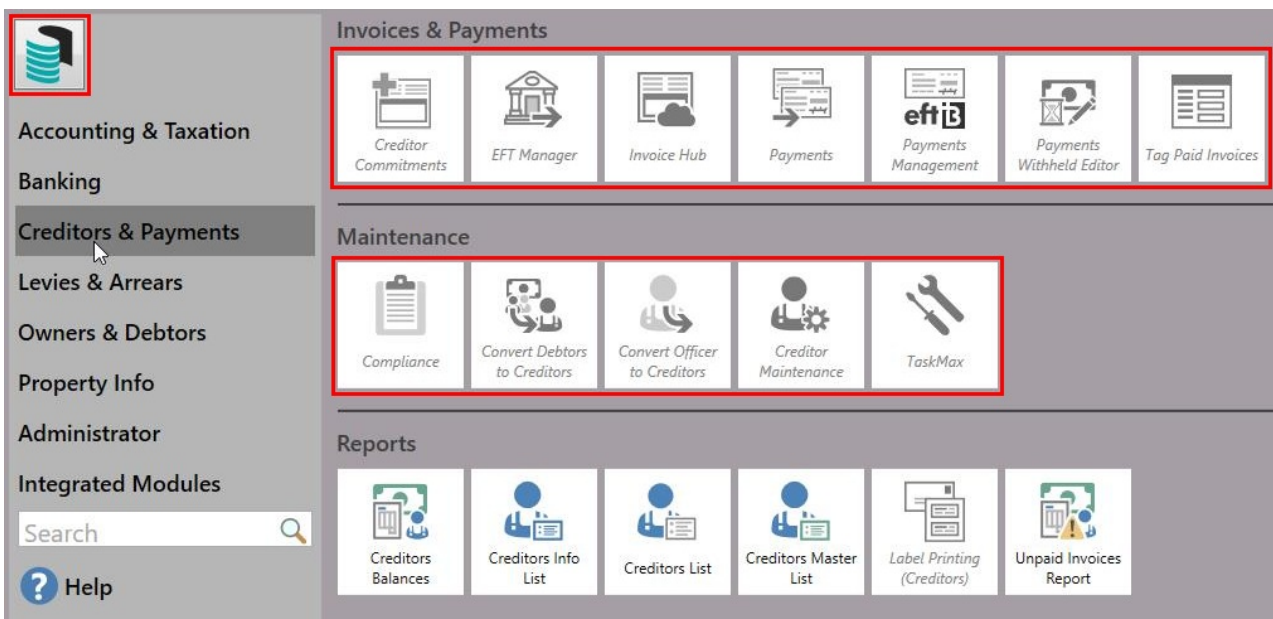 Accounting & Taxation
Banking
Creditors & Payments
Levies & Arrears
Owners & Debtors
Property Info
Administrator
Integrated Modules
Search
Help
Invoices & Payments
Creditor
Commitments
EFT Manager
Invoice Hub
Payments
eftB
Payments
Management
Payments
Withheld Editor
Tag Paid Invoices
Maintenance
Compliance
Convert Debtors
to Creditors
Convert Officer
to Creditors
Creditor
Maintenance
TaskMax
Reports
Creditors
Balances
Creditors Info
List
Creditors List
Creditors Master
List
Label Printing
(Creditors)
Unpaid Invoices
Report